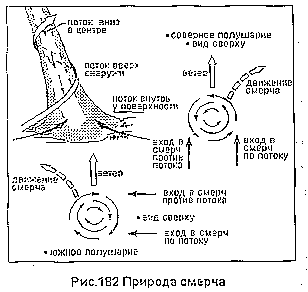 поток вниз
в центре
поток вверх
снаружи
поток внутрь
у поверхности
• северное полушарие
• вид сверху
ветер
движение
смерча
вход в
смерч
против
потока
вход в
смерч
по потоку
движение
смерча
ветер
вход в смерч
против потока
• вид сверху
вход в смерч
по потоку
• южное полушарие
Рис.182 Природа смерча